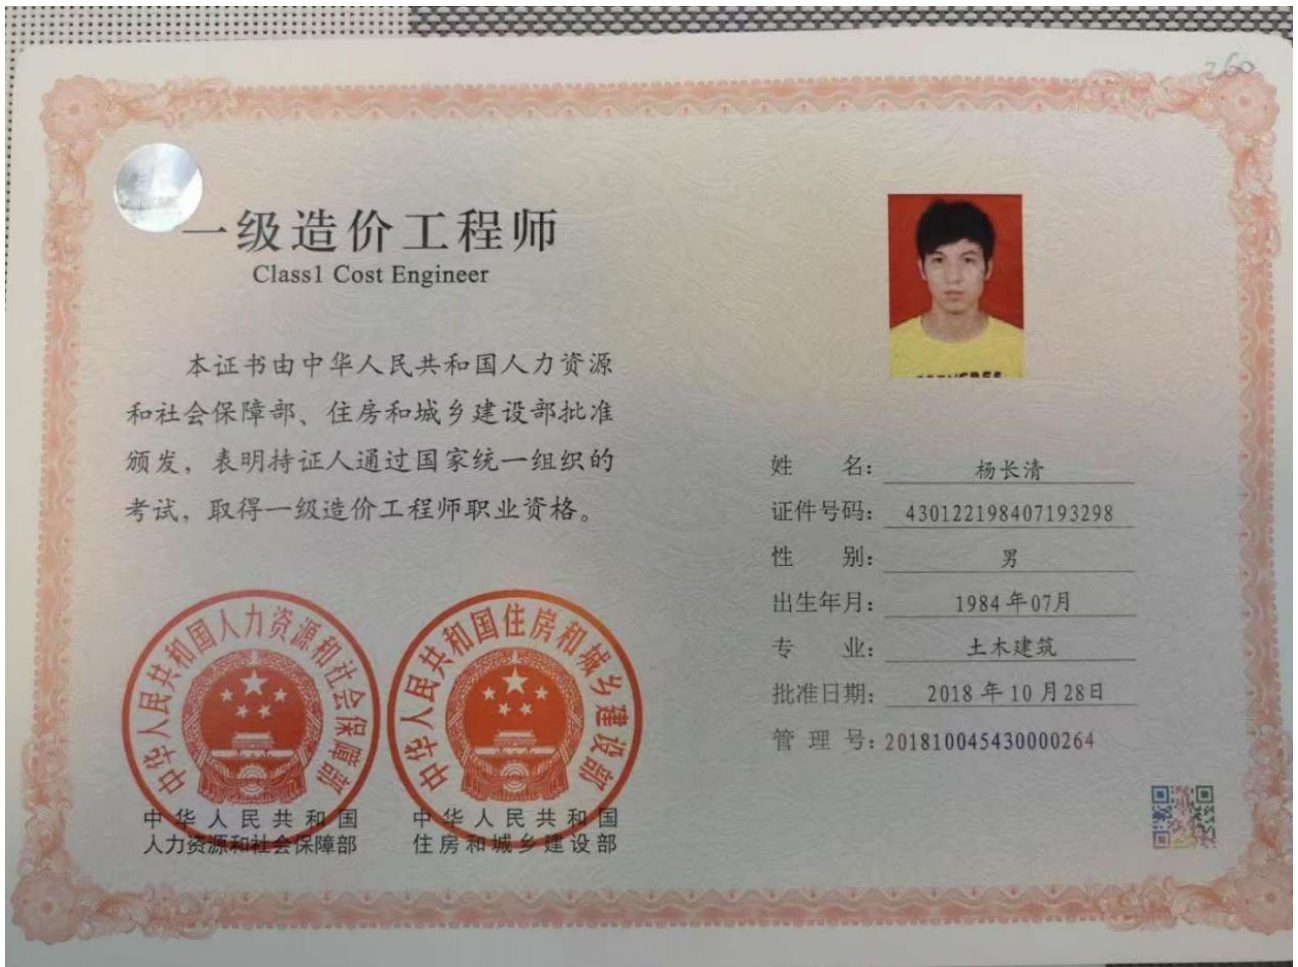 260
一级造价工程师
Class1 Cost Engineer
本证书由中华人民共和国人力资源
和社会保障部、住房和城乡建设部批准
颁发，表明持证人通过国家统一组织的
考试，取得一级造价工程师职业资格。
中华人民共和国人力资源和社会保障部
中华人民共和国
人力资源和社会保障部
中华人民共和国住房和城乡建设部
中华人民共和国
住房和城乡建设部
姓 名： 杨长清
证件号码： 430122198407193298
性 别： 男
出生年月： 1984年07月
专 业： 土木建筑
批准日期： 2018年10月28日
管 理 号：201810045430000264